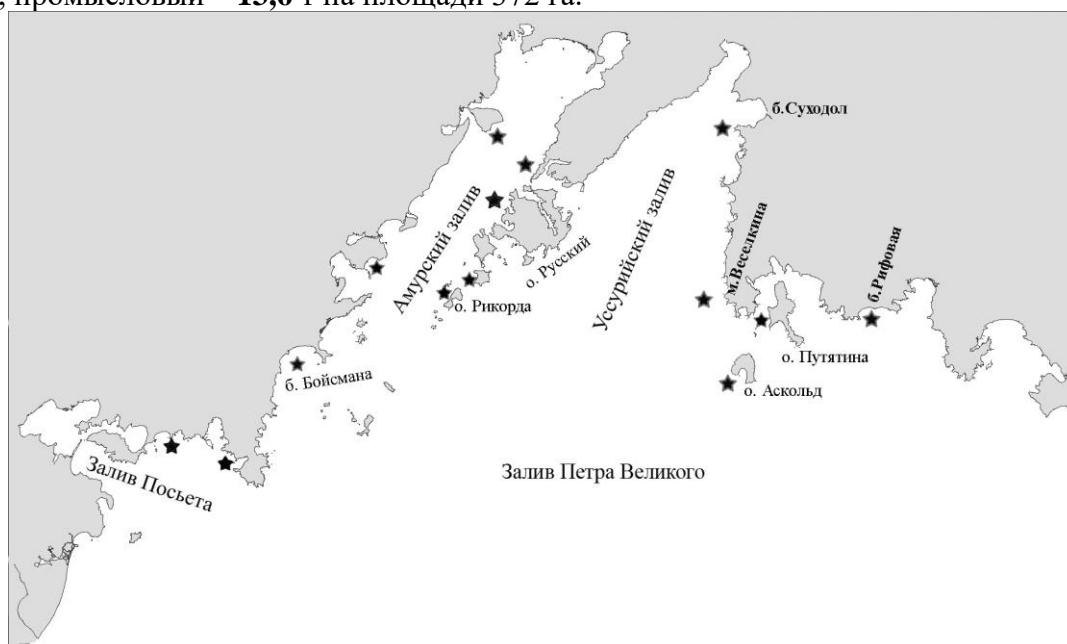 , промысловый – 13,6 т на площади 372 га.
б.Суходол
Амурский залив
Уссурийский залив
м.Веселкина
б.Рифовая
о. Русский
о. Рикорда
о. Путятина
б. Бойсмана
о. Аскольд
Залив Посьета
Залив Петра Великого